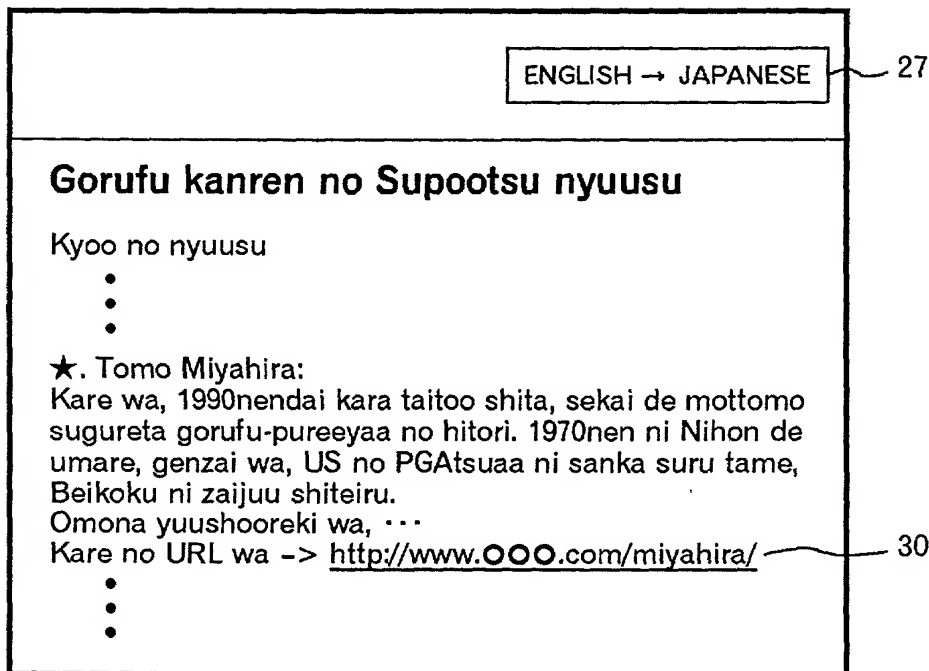 ENGLISH → JAPANESE
27
Gorufu kanren no Supootsu nyuusu
Kyoo no nyuusu
★. Tomo Miyahira:
Kare wa, 1990nendai kara taitoo shita, sekai de mottomo
sugureta gorufu-pureeyaa no hitori. 1970nen ni Nihon de
umare, genzai wa, US no PGAtsuaa ni sanka suru tame,
Beikoku ni zaijuu shiteiru.
Omona yuushooreki wa, ···
Kare no URL wa -> http://www.OOO.com/miyahira/
30